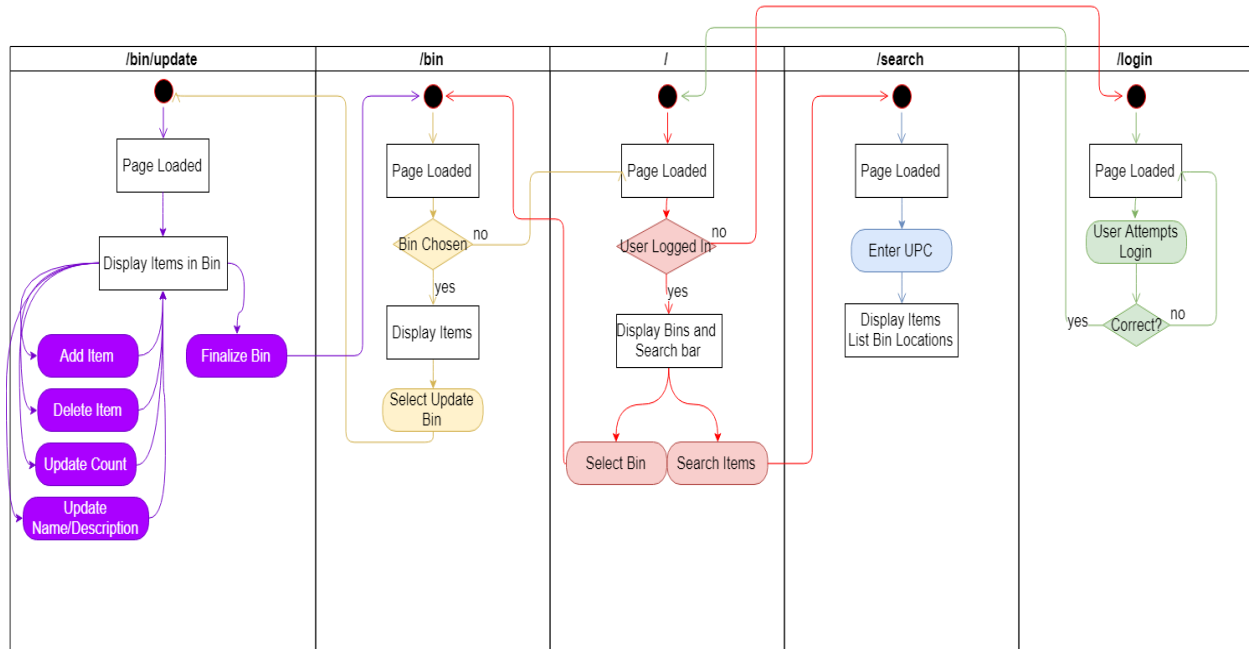 /bin/update
/bin
/
/search
/login
Page Loaded
Display Items in Bin
Add Item
Finalize Bin
Delete Item
Update Count
Update
Name/Description
Page Loaded
Bin Chosen
no
yes
Display Items
Select Update
Bin
Page Loaded
User Logged In
no
yes
Display Bins and
Search bar
Select Bin
Search Items
Page Loaded
Enter UPC
Display Items
List Bin Locations
Page Loaded
User Attempts
Login
yes
Correct?
no